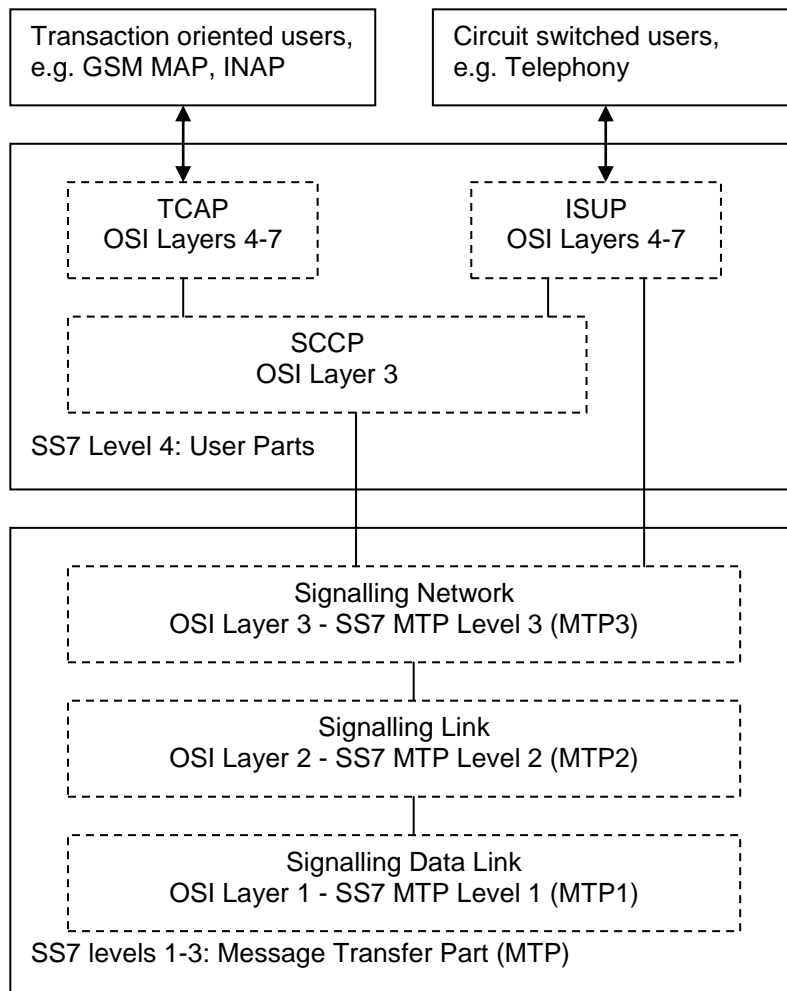 Transaction oriented users,
e.g. GSM MAP, INAP
Circuit switched users,
e.g. Telephony
TCAP
OSI Layers 4-7
ISUP
OSI Layers 4-7
SCCP
OSI Layer 3
SS7 Level 4: User Parts
Signalling Network
OSI Layer 3 - SS7 MTP Level 3 (MTP3)
Signalling Link
OSI Layer 2 - SS7 MTP Level 2 (MTP2)
Signalling Data Link
OSI Layer 1 - SS7 MTP Level 1 (MTP1)
SS7 levels 1-3: Message Transfer Part (MTP)